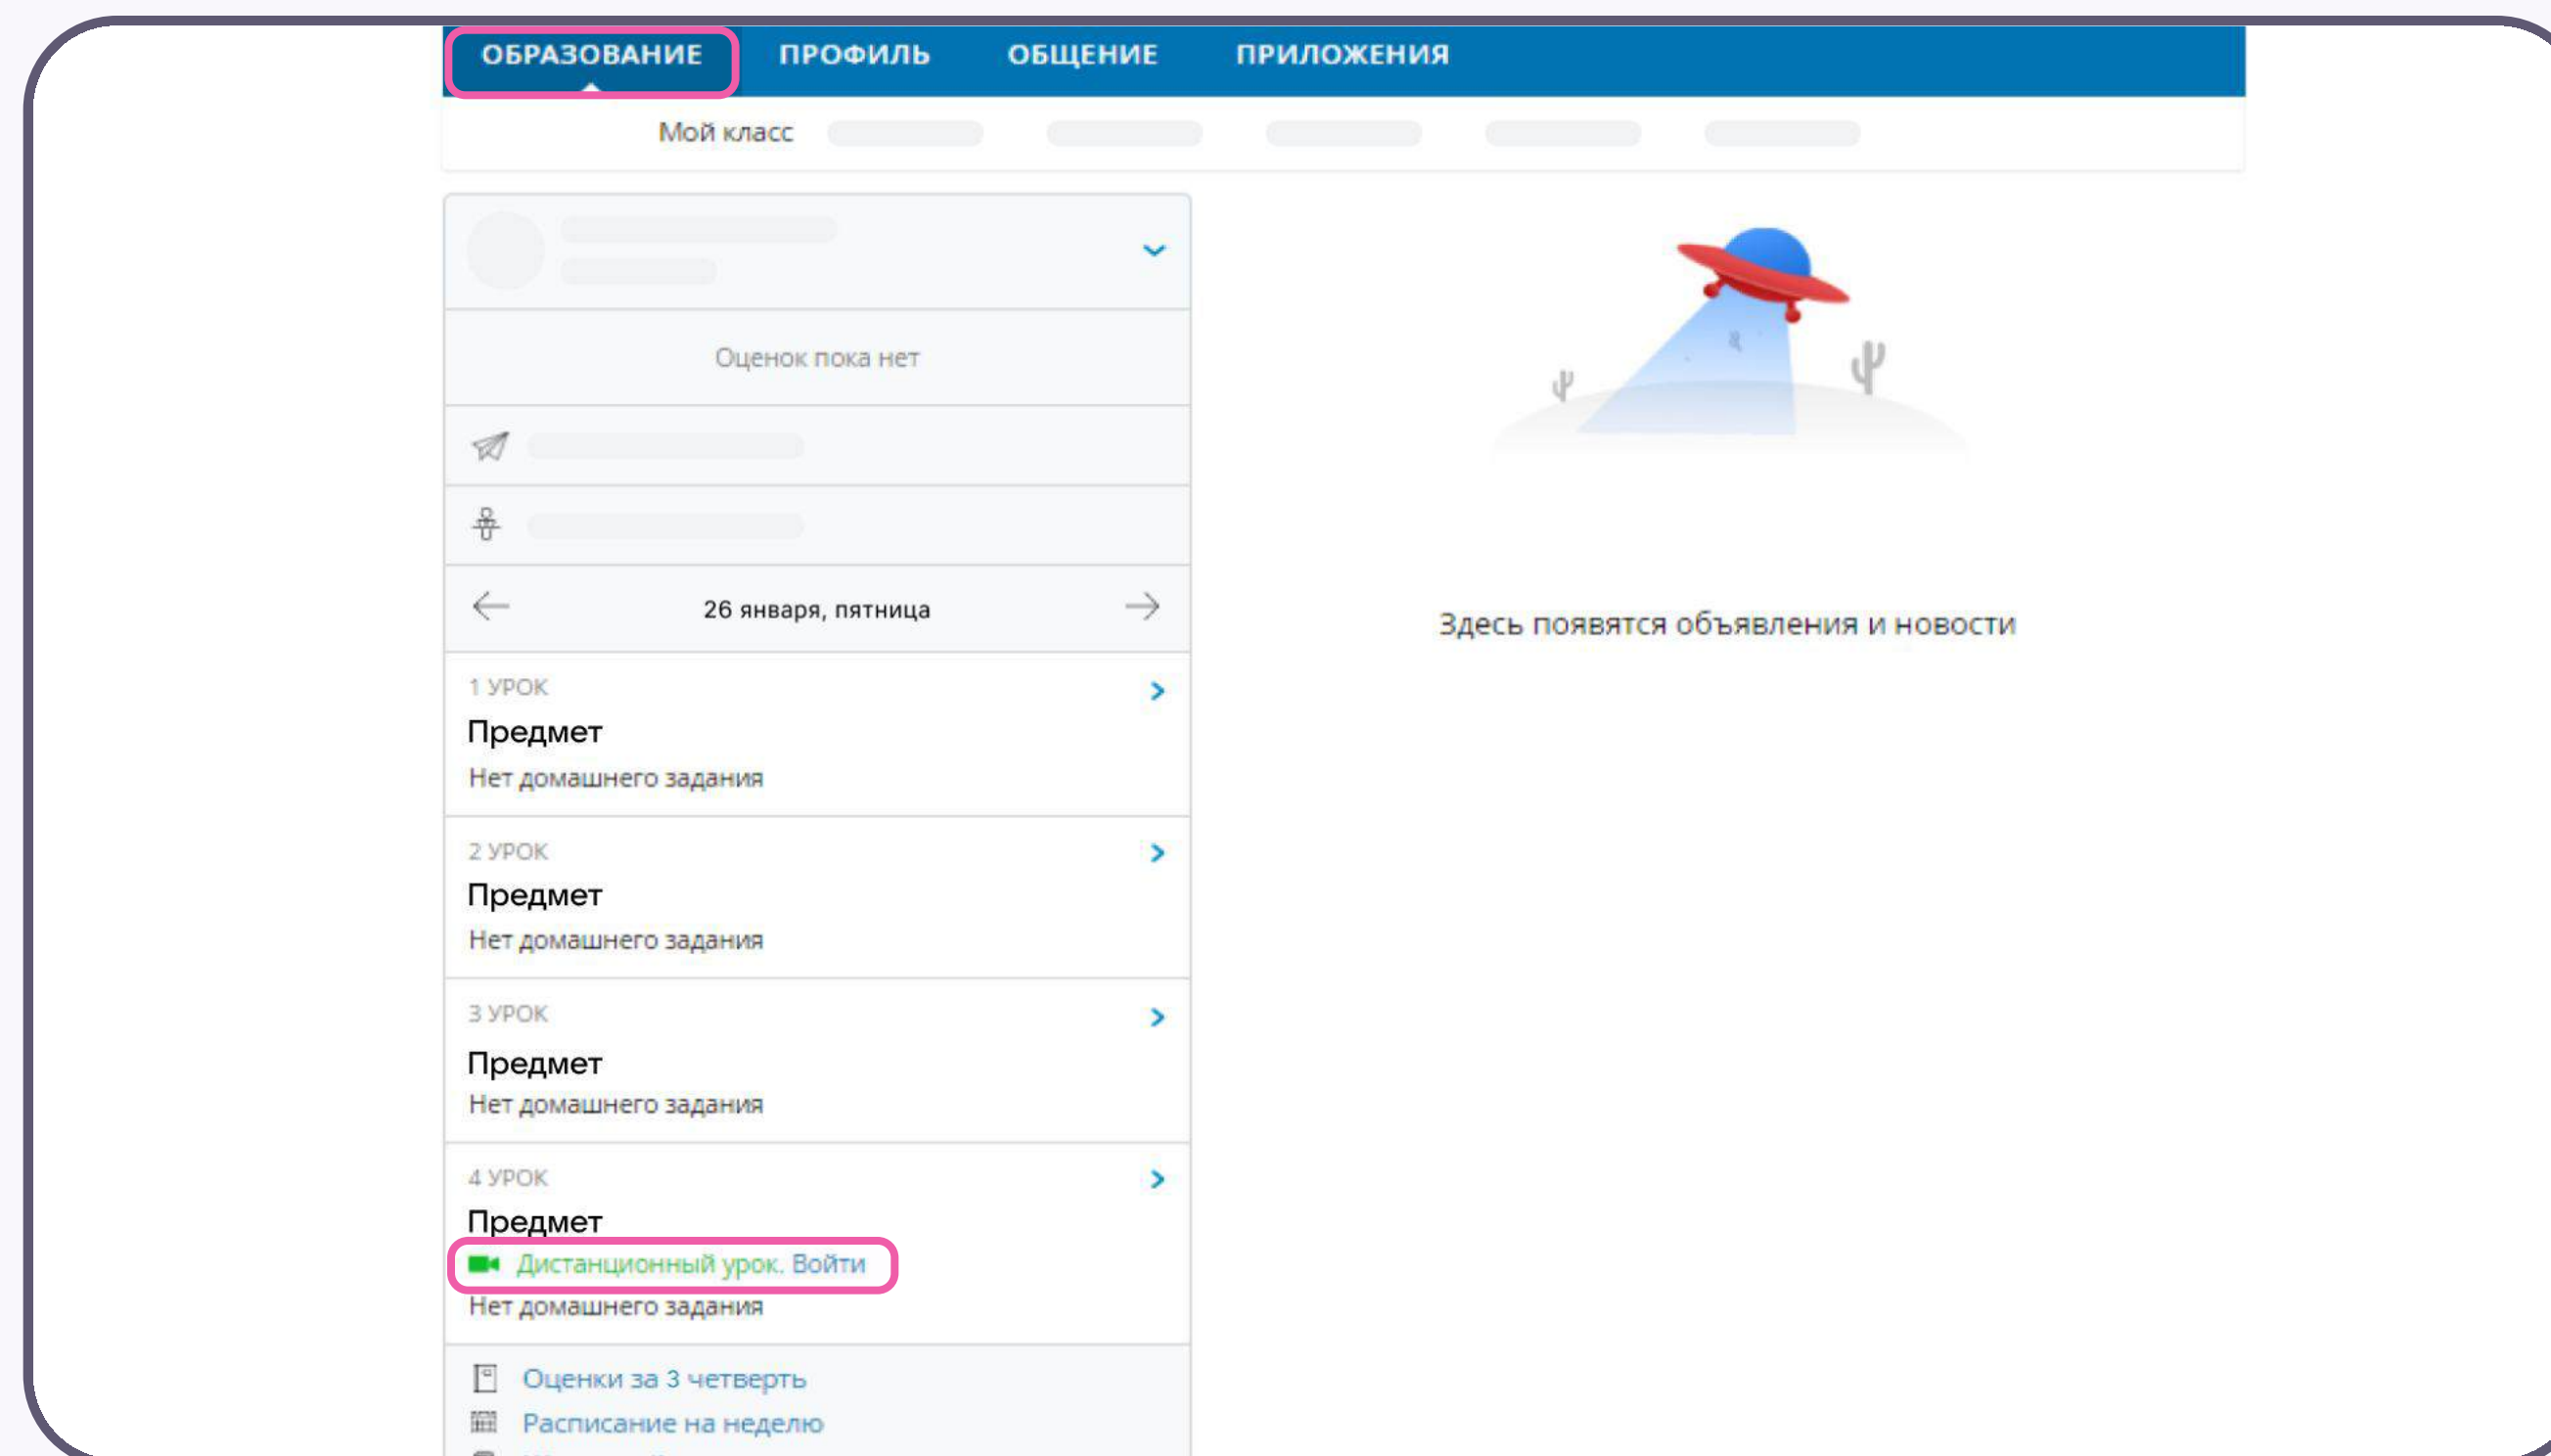 ОБРАЗОВАНИЕ ПРОФИЛЬ ОБЩЕНИЕ ПРИЛОЖЕНИЯ
Мой класс
Оценок пока нет
26 января, пятница
1 УРОК
Предмет
Нет домашнего задания
2 УРОК
Предмет
Нет домашнего задания
3 УРОК
Предмет
Нет домашнего задания
4 УРОК
Предмет
Дистанционный урок. Войти
Нет домашнего задания
Оценки за 3 четверть
Расписание на неделю
Здесь появятся объявления и новости